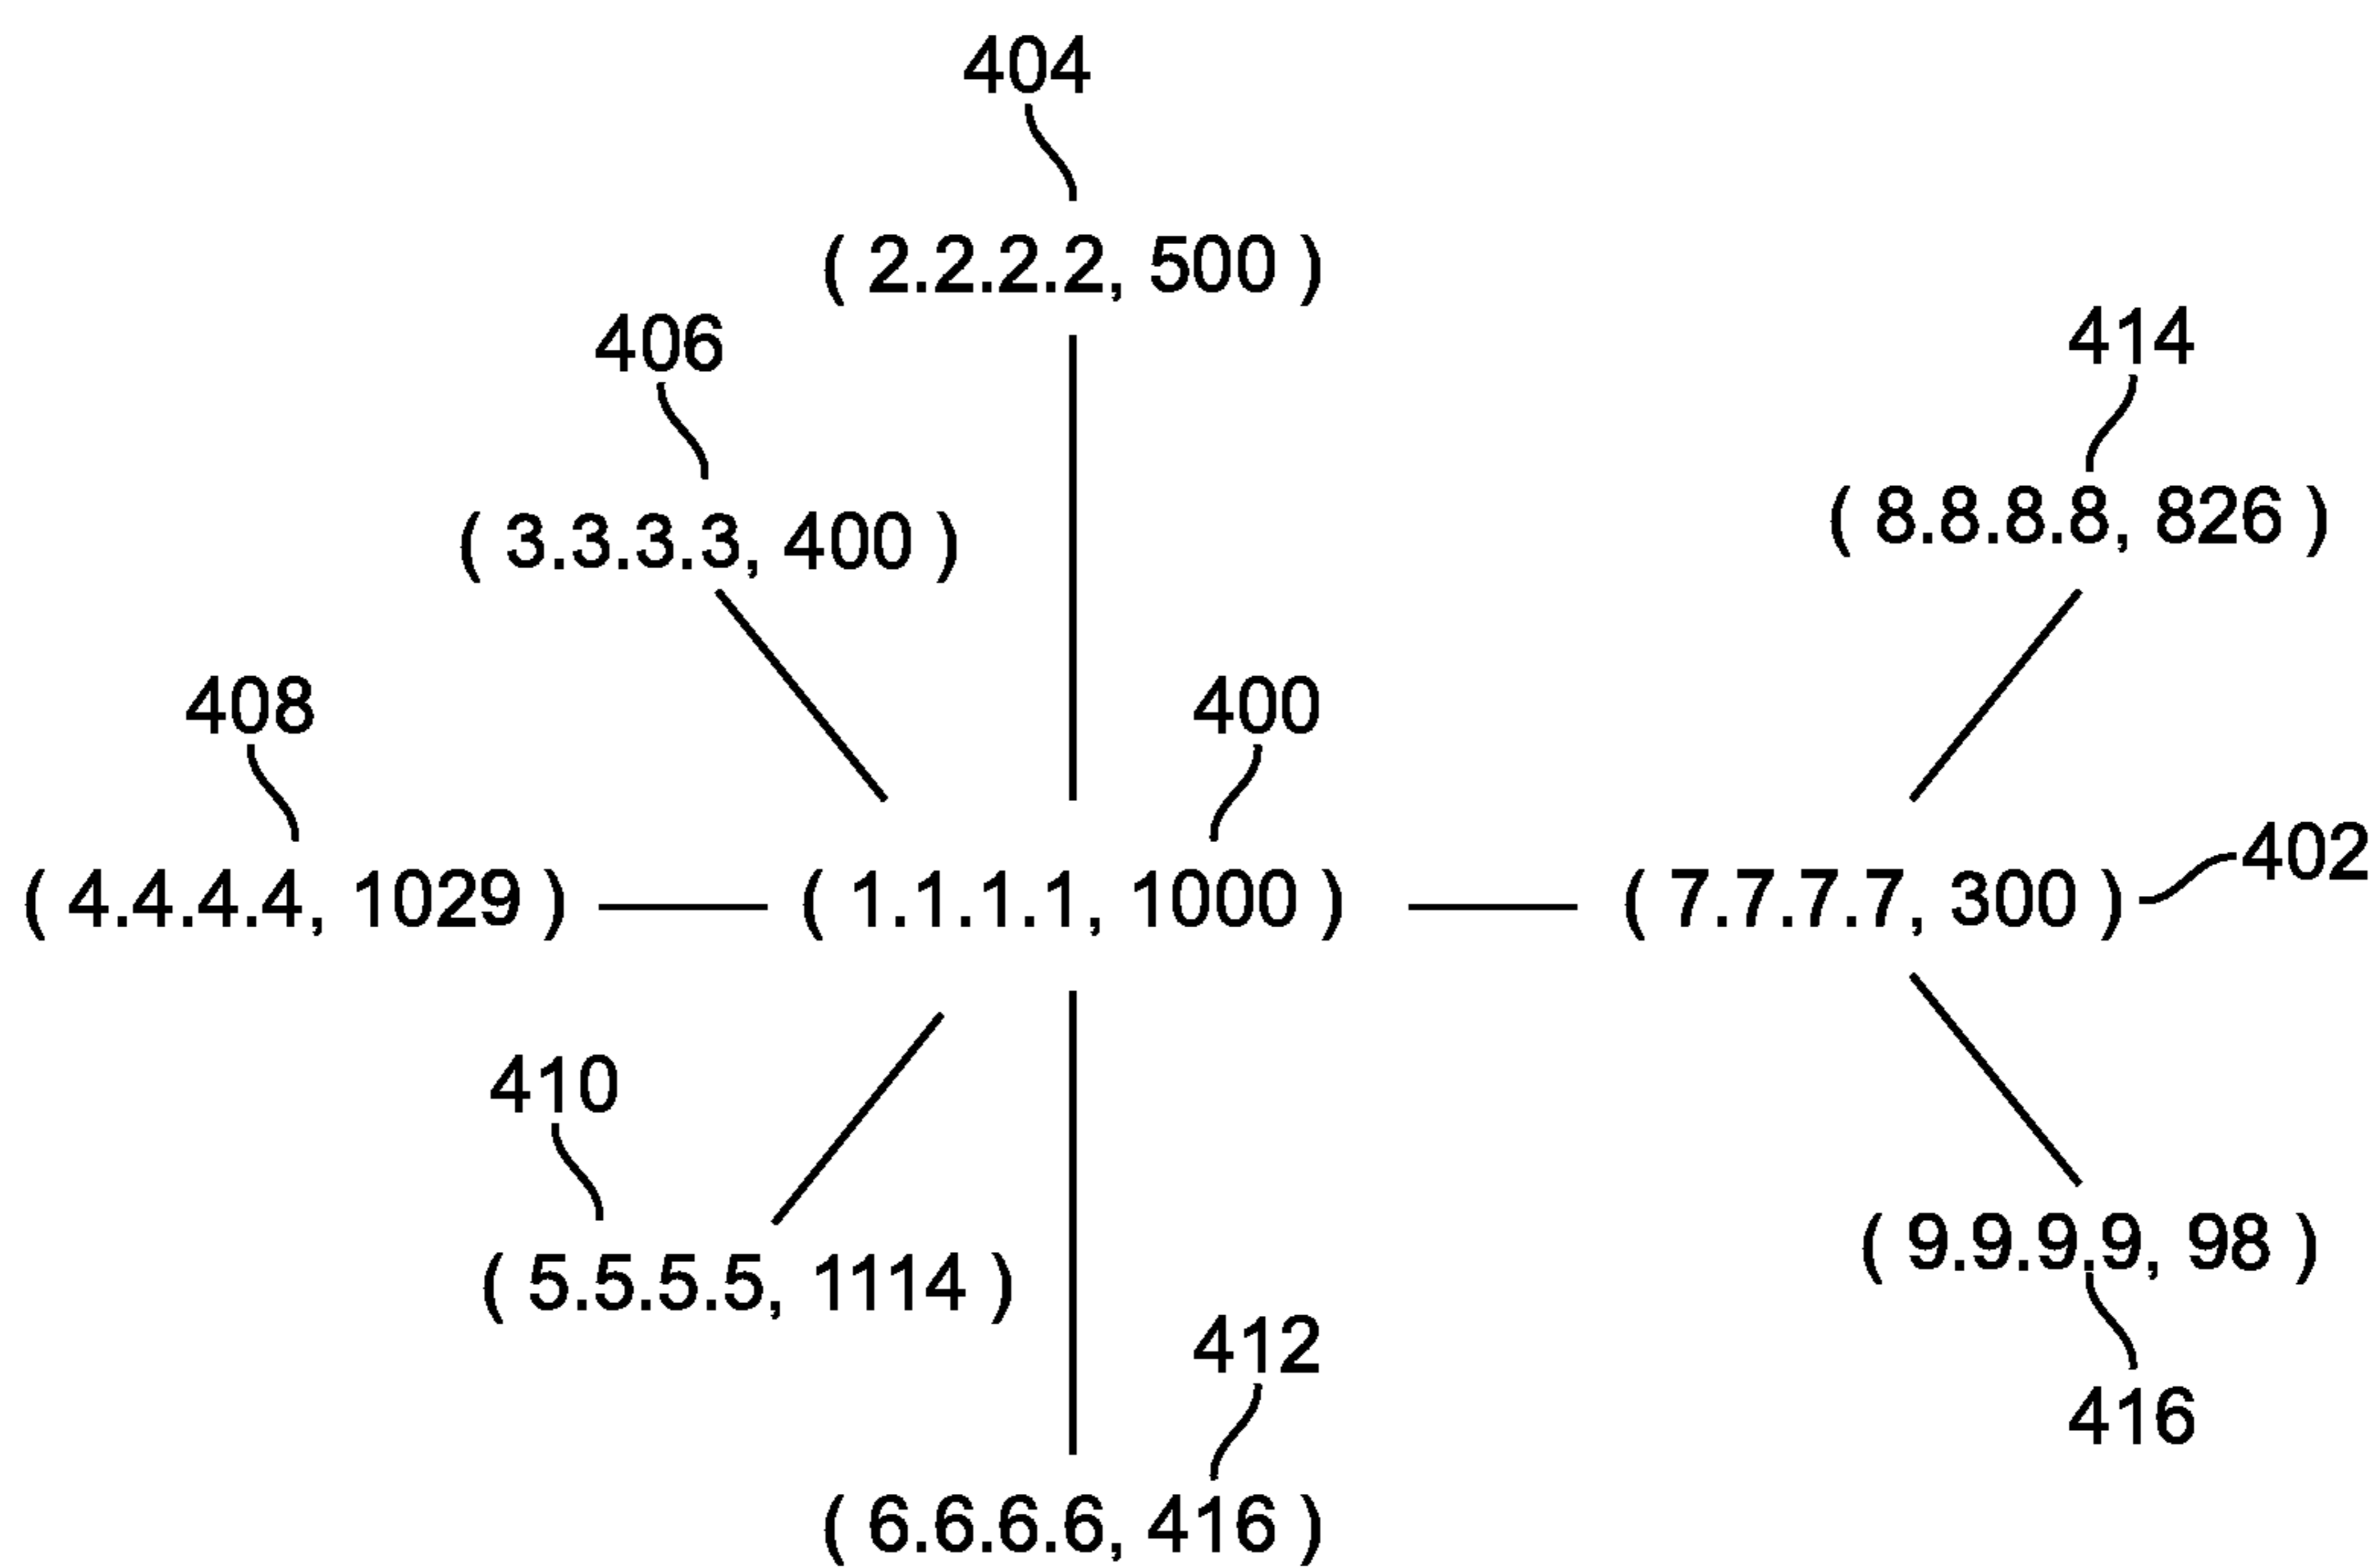 404
( 2.2.2.2, 500 )
406
414
( 3.3.3.3, 400 )
( 8.8.8.8, 826 )
408
400
402
( 4.4.4.4, 1029 )
( 1.1.1.1, 1000 )
( 7.7.7.7, 300 )
410
( 5.5.5.5, 1114 )
( 9.9.9.9, 98 )
412
416
( 6.6.6.6, 416 )